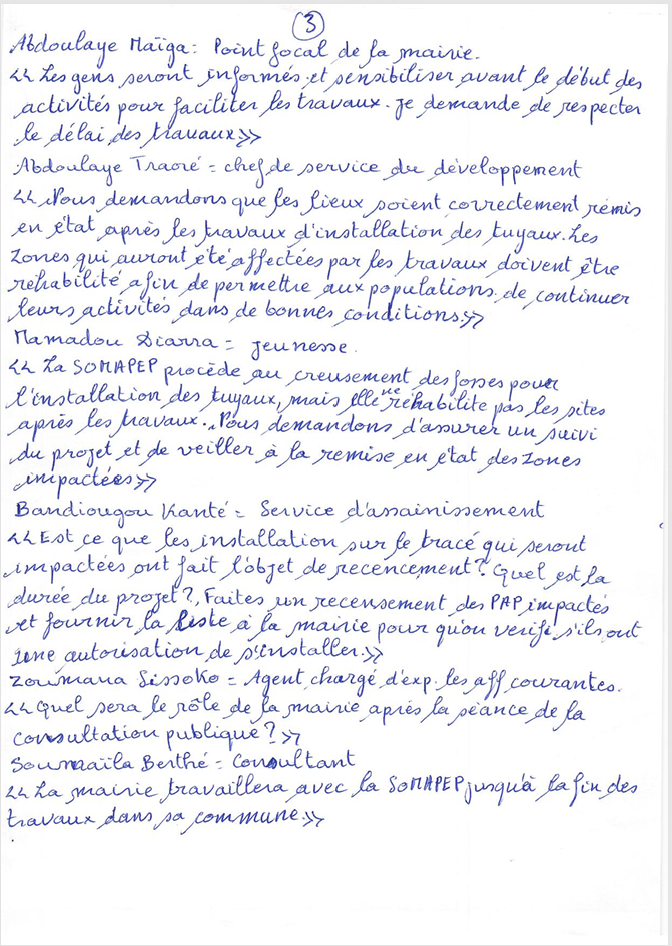 3
Abdoulaye Maïga: Point focal de la mairie.
<< Les gens seront informés et sensibiliser avant le début des
activités pour faciliter les travaux. Je demande de respecter
le délai des travaux >>
Abdoulaye Traoré = chef de service du développement
<< Nous demandons que les lieux soient correctement remis
en état après les travaux d'installation des tuyaux. Les
zones qui auront été affectées par les travaux doivent être
réhabilité afin de permettre aux populations de continuer
leurs activités dans de bonnes conditions. >>
Mamadou Diarra = jeunesse.
<< La SOMAPEP procède au creusement des fosses pour
l'installation des tuyaux, mais elle ne réhabilite pas les sites
après les travaux. Nous demandons d'assurer un suivi
du projet et de veiller à la remise en état des zones
impactées >>
Bandiougou Kanté = Service d'assainissement
<< Est ce que les installation sur le tracé qui seront
impactées ont fait l'objet de recencement? Quel est la
durée du projet?, Faites un recensement des PAP impactés
et fournir la liste à la mairie pour qu'on verifi s'ils ont
une autorisation de s'installer. >>
Zoumana Sissoko = Agent chargé d'exp. les aff courantes.
<< Quel sera le rôle de la mairie après la séance de la
consultation publique? >>
Soumaïla Berthé = Consultant
<< La mairie travaillera avec la SOMAPEP jusqu'à la fin des
travaux dans sa commune. >>